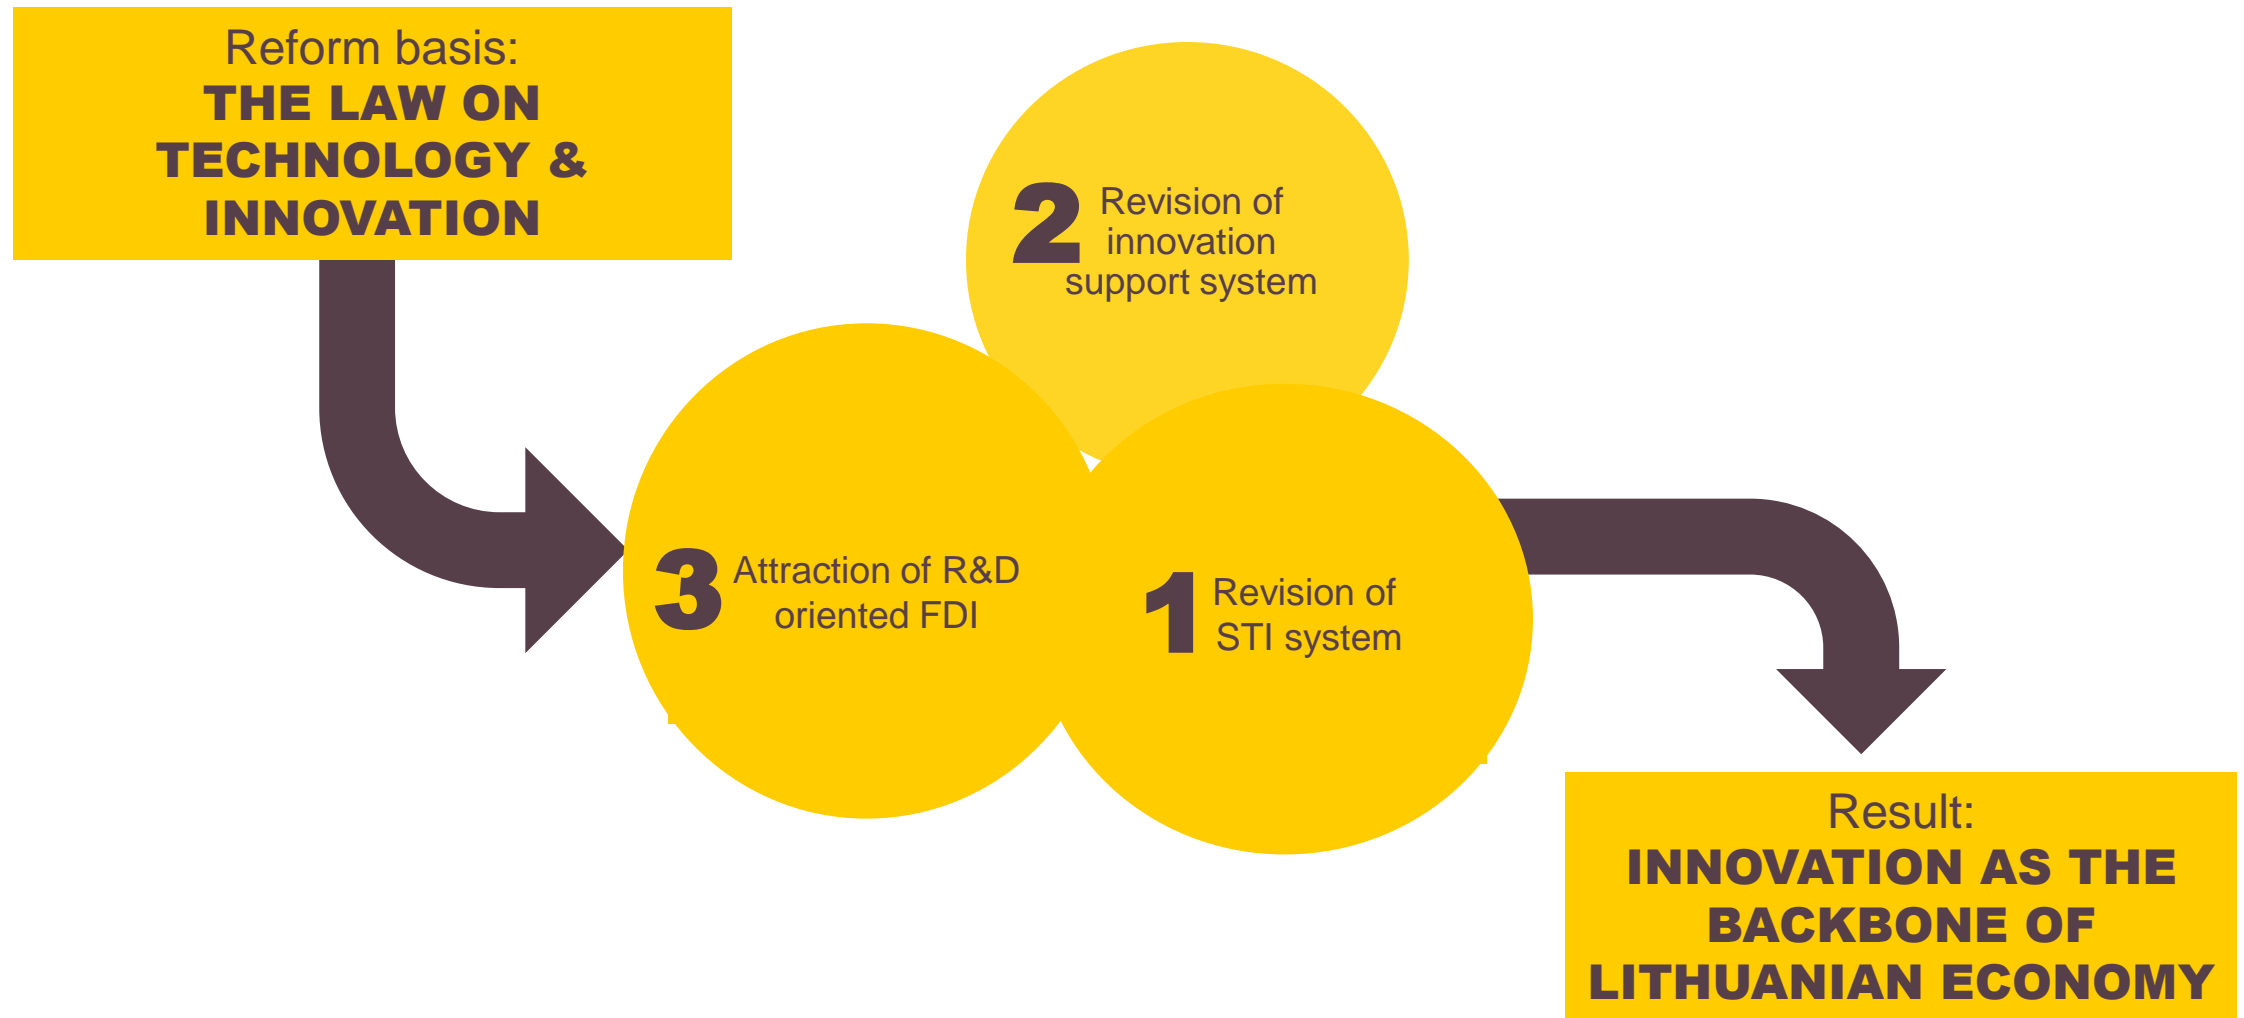 Reform basis:
THE LAW ON
TECHNOLOGY &
INNOVATION
2 Revision of
innovation
support system
3 Attraction of R&D
oriented FDI
1 Revision of
STI system
Result:
INNOVATION AS THE
BACKBONE OF
LITHUANIAN ECONOMY